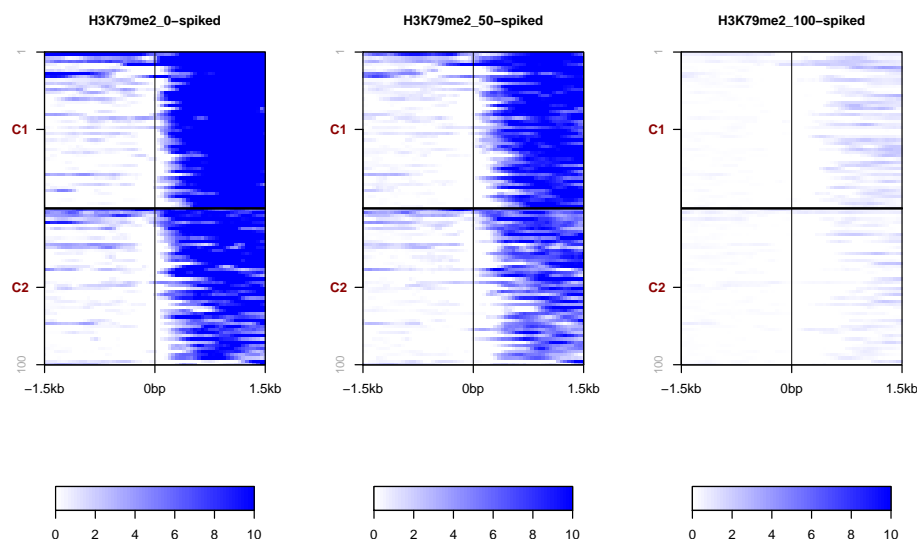 H3K79me2_0−spiked
H3K79me2_50−spiked
H3K79me2_100−spiked
1
1
1
C1
C1
C1
C2
C2
C2
100
100
100
−1.5kb 0bp 1.5kb
−1.5kb 0bp 1.5kb
−1.5kb 0bp 1.5kb
0 2 4 6 8 10
0 2 4 6 8 10
0 2 4 6 8 10